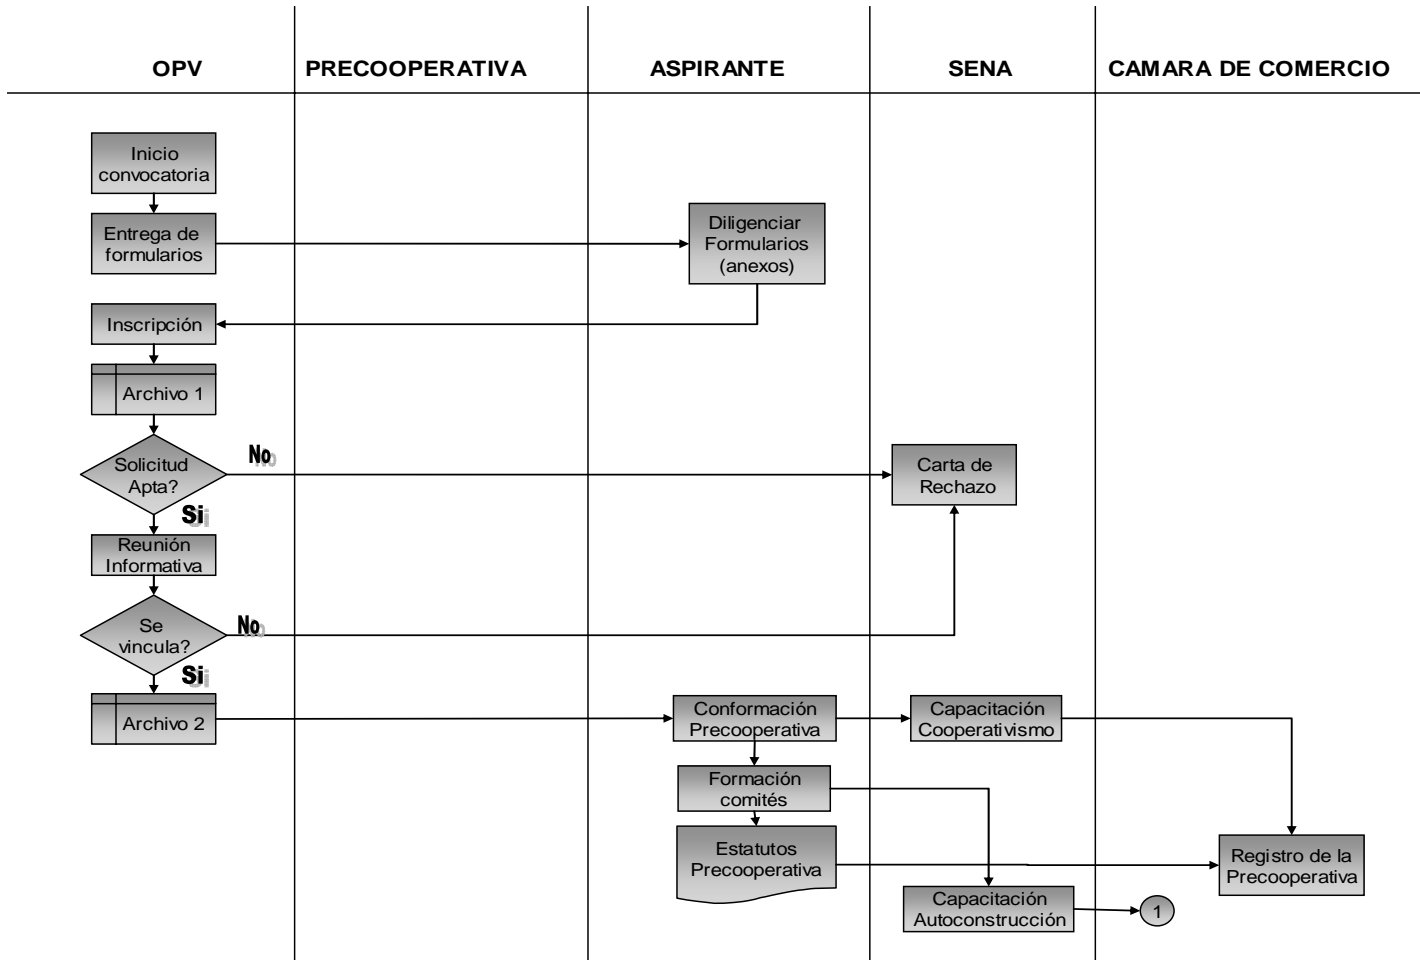 OPV
PRECOOPERATIVA
ASPIRANTE
SENA
CAMARA DE COMERCIO
Inicio
convocatoria
Entrega de
formularios
Diligenciar
Formularios
(anexos)
Inscripción
Archivo 1
Solicitud
Apta?
No
Carta de
Rechazo
Si
Reunión
Informativa
Se
vincula?
No
Si
Archivo 2
Conformación
Precooperativa
Capacitación
Cooperativismo
Formación
comités
Estatutos
Precooperativa
Registro de la
Precooperativa
Capacitación
Autoconstrucción
1